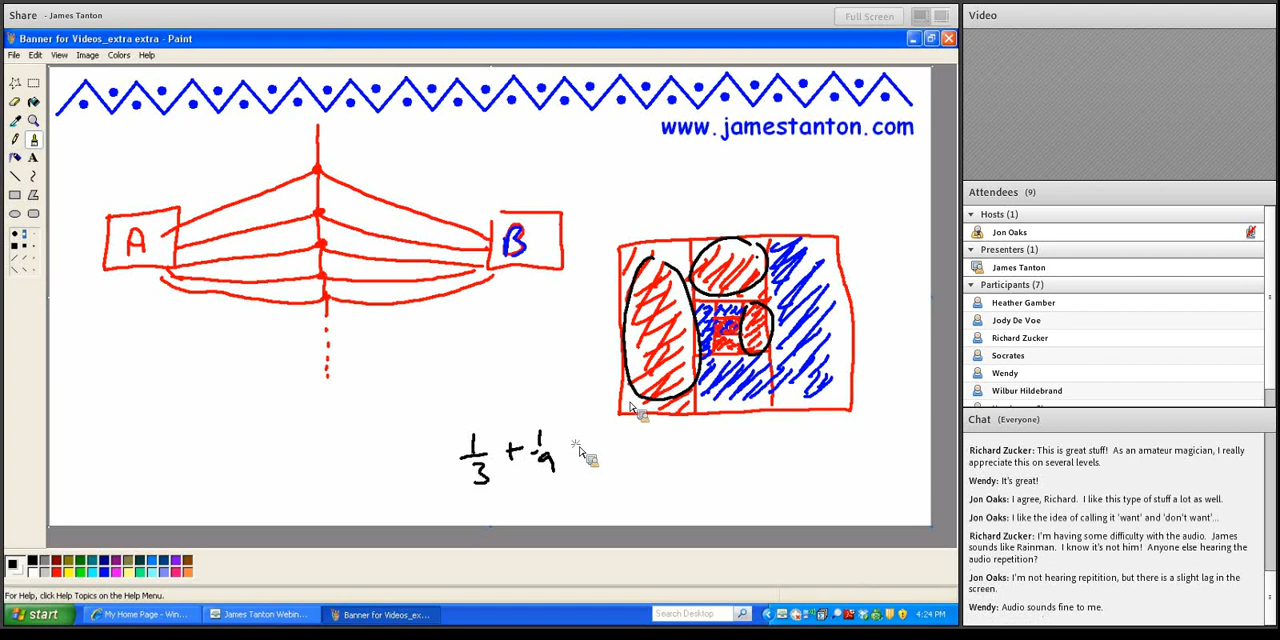 Share - James Tanton
Full Screen
Banner for Videos_extra extra - Paint
File Edit View Image Colors Help
www.jamestanton.com
A
B
1/3 + 1/9
For Help, click Help Topics on the Help Menu.
start
My Home Page - Win...
James Tanton Webin...
Banner for Videos_ex...
Search Desktop
4:24 PM
Video
Attendees (9)
Hosts (1)
Jon Oaks
Presenters (1)
James Tanton
Participants (7)
Heather Gamber
Jody De Voe
Richard Zucker
Socrates
Wendy
Wilbur Hildebrand
Chat (Everyone)
Richard Zucker: This is great stuff! As an amateur magician, I really
appreciate this on several levels.
Wendy: It's great!
Jon Oaks: I agree, Richard. I like this type of stuff a lot as well.
Jon Oaks: I like the idea of calling it 'want' and 'don't want'...
Richard Zucker: I'm having some difficulty with the audio. James
sounds like Rainman. I know it's not him! Anyone else hearing the
audio repetition?
Jon Oaks: I'm not hearing repitition, but there is a slight lag in the
screen.
Wendy: Audio sounds fine to me.